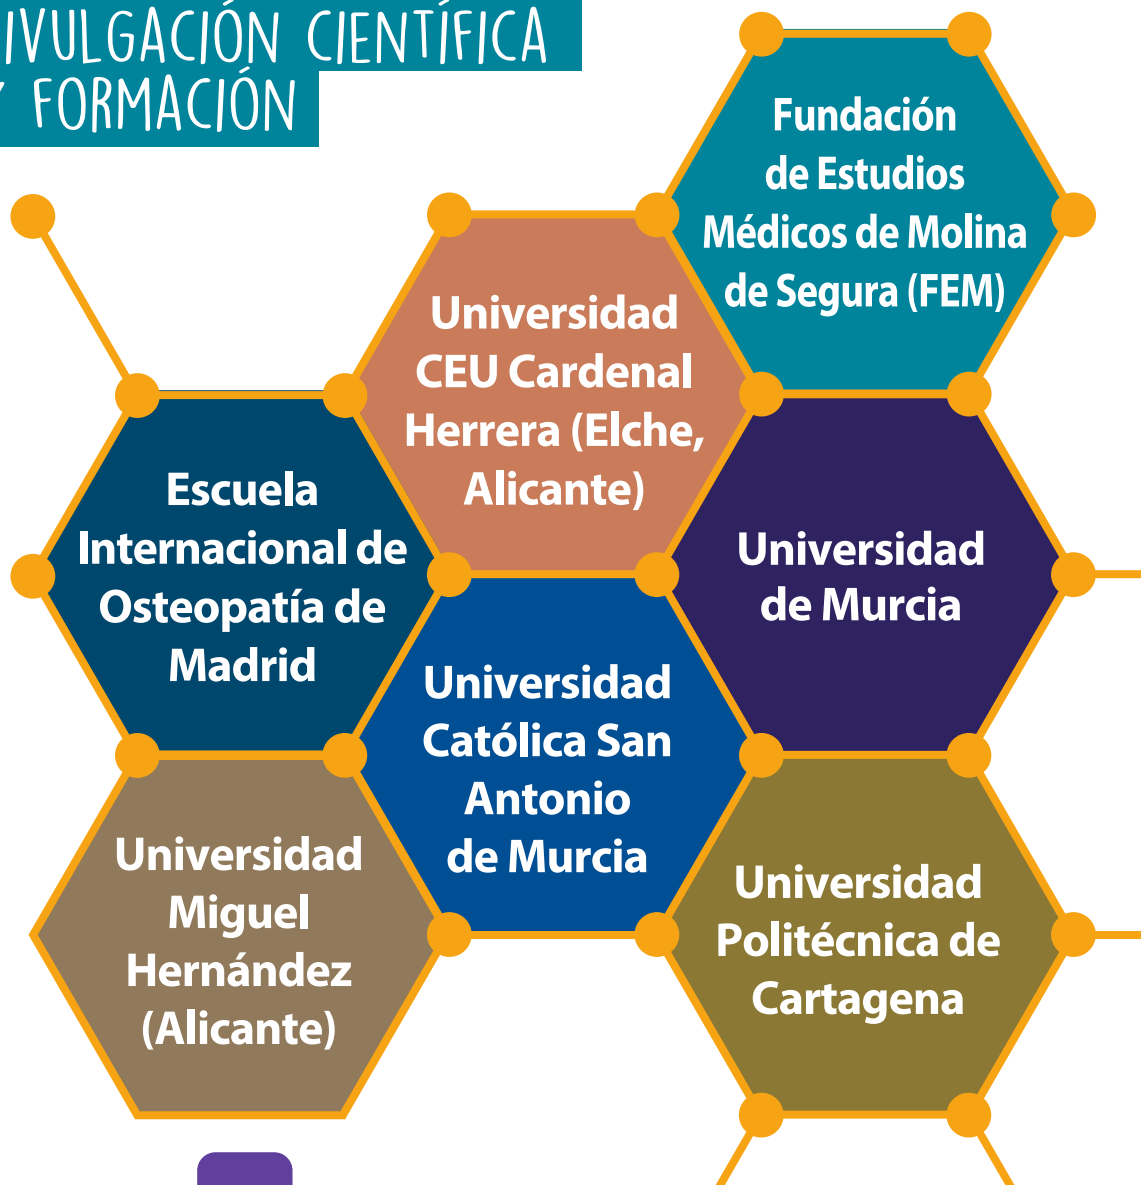 IVULGACIÓN CIENTÍFICA
Y FORMACIÓN
Fundación
de Estudios
Médicos de Molina
de Segura (FEM)
Universidad
CEU Cardenal
Herrera (Elche,
Alicante)
Escuela
Internacional de
Osteopatía de
Madrid
Universidad
de Murcia
Universidad
Católica San
Antonio
de Murcia
Universidad
Miguel
Hernández
(Alicante)
Universidad
Politécnica de
Cartagena